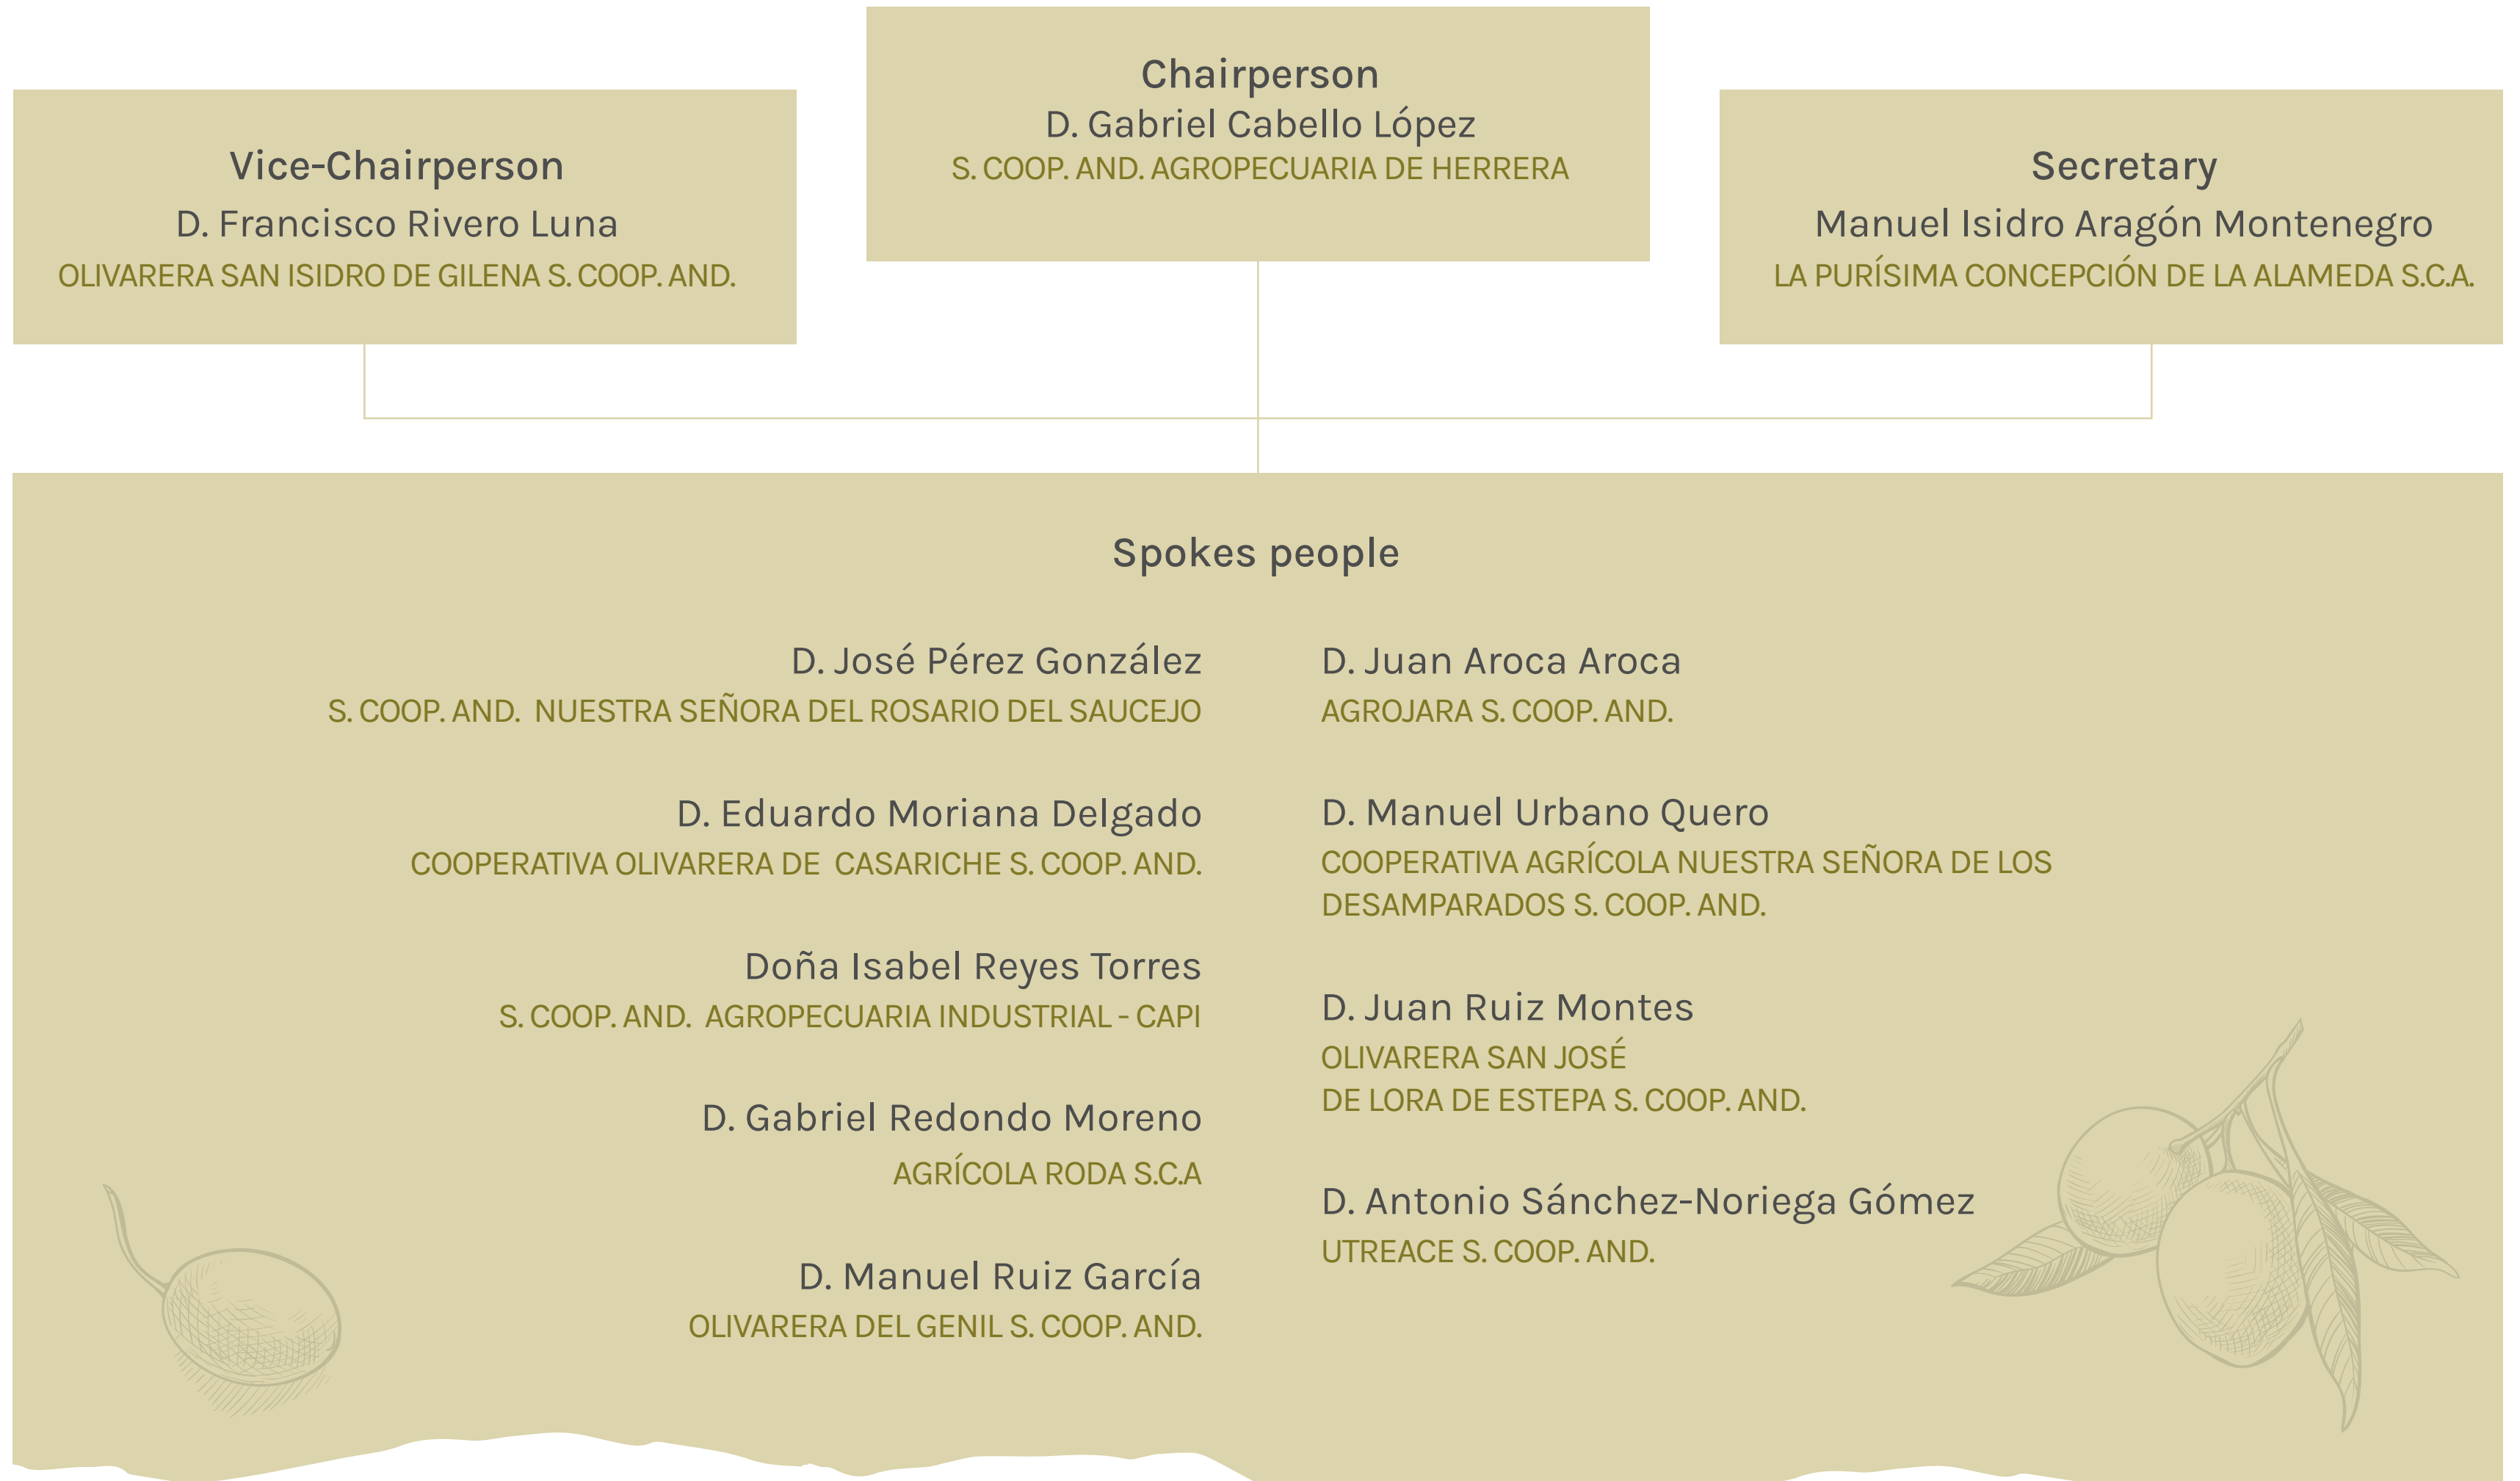 Chairperson
D. Gabriel Cabello López
S. COOP. AND. AGROPECUARIA DE HERRERA
Vice-Chairperson
D. Francisco Rivero Luna
OLIVARERA SAN ISIDRO DE GILENA S. COOP. AND.
Secretary
Manuel Isidro Aragón Montenegro
LA PURÍSIMA CONCEPCIÓN DE LA ALAMEDA S.C.A.
Spokes people
D. José Pérez González
S. COOP. AND. NUESTRA SEÑORA DEL ROSARIO DEL SAUCEJO
D. Eduardo Moriana Delgado
COOPERATIVA OLIVARERA DE CASARICHE S. COOP. AND.
Doña Isabel Reyes Torres
S. COOP. AND. AGROPECUARIA INDUSTRIAL - CAPI
D. Gabriel Redondo Moreno
AGRÍCOLA RODA S.C.A
D. Manuel Ruiz García
OLIVARERA DEL GENIL S. COOP. AND.
D. Juan Aroca Aroca
AGROJARA S. COOP. AND.
D. Manuel Urbano Quero
COOPERATIVA AGRÍCOLA NUESTRA SEÑORA DE LOS
DESAMPARADOS S. COOP. AND.
D. Juan Ruiz Montes
OLIVARERA SAN JOSÉ
DE LORA DE ESTEPA S. COOP. AND.
D. Antonio Sánchez-Noriega Gómez
UTREACE S. COOP. AND.